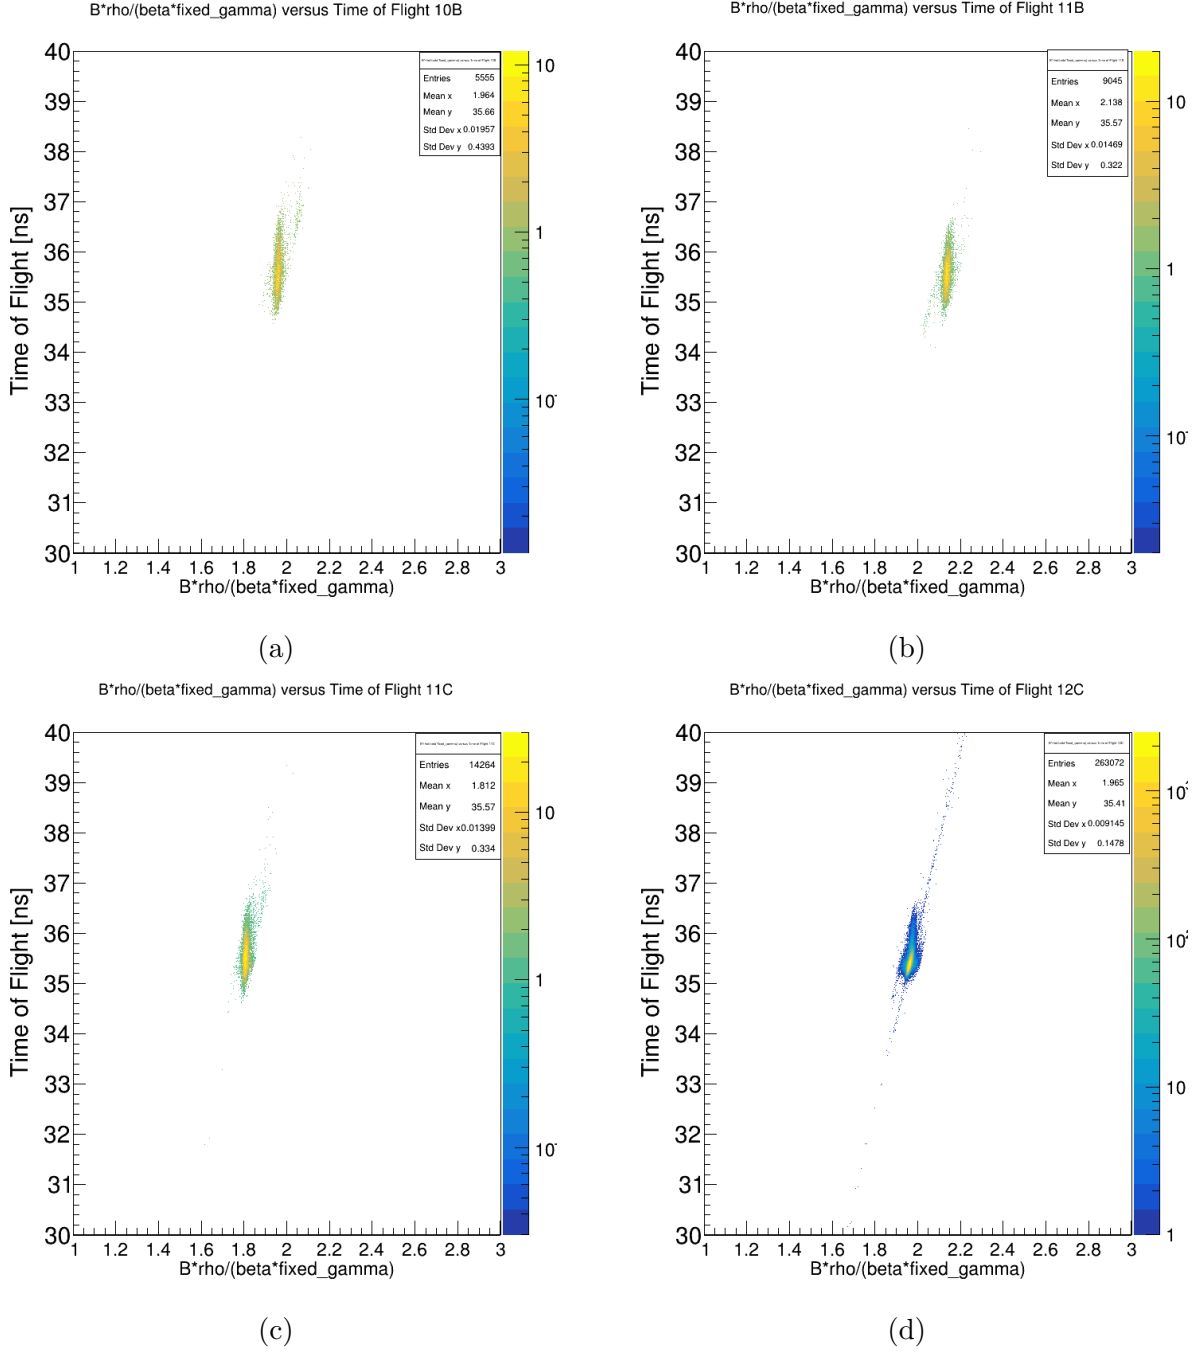 B*rho/(beta*fixed_gamma) versus Time of Flight 10B
Entries 5555
Mean x 1.964
Mean y 35.66
Std Dev x 0.01957
Std Dev y 0.4393
Time of Flight [ns]
40
39
38
37
36
35
34
33
32
31
30
1 1.2 1.4 1.6 1.8 2 2.2 2.4 2.6 2.8 3
B*rho/(beta*fixed_gamma)
10
1
10-
(a)
B*rho/(beta*fixed_gamma) versus Time of Flight 11B
Entries 9045
Mean x 2.138
Mean y 35.57
Std Dev x 0.01469
Std Dev y 0.322
Time of Flight [ns]
40
39
38
37
36
35
34
33
32
31
30
1 1.2 1.4 1.6 1.8 2 2.2 2.4 2.6 2.8 3
B*rho/(beta*fixed_gamma)
10
1
10-
(b)
B*rho/(beta*fixed_gamma) versus Time of Flight 11C
Entries 14264
Mean x 1.812
Mean y 35.57
Std Dev x 0.01399
Std Dev y 0.334
Time of Flight [ns]
40
39
38
37
36
35
34
33
32
31
30
1 1.2 1.4 1.6 1.8 2 2.2 2.4 2.6 2.8 3
B*rho/(beta*fixed_gamma)
10
1
10-
(c)
B*rho/(beta*fixed_gamma) versus Time of Flight 12C
Entries 263072
Mean x 1.965
Mean y 35.41
Std Dev x 0.009145
Std Dev y 0.1478
Time of Flight [ns]
40
39
38
37
36
35
34
33
32
31
30
1 1.2 1.4 1.6 1.8 2 2.2 2.4 2.6 2.8 3
B*rho/(beta*fixed_gamma)
10³
10²
10
1
(d)